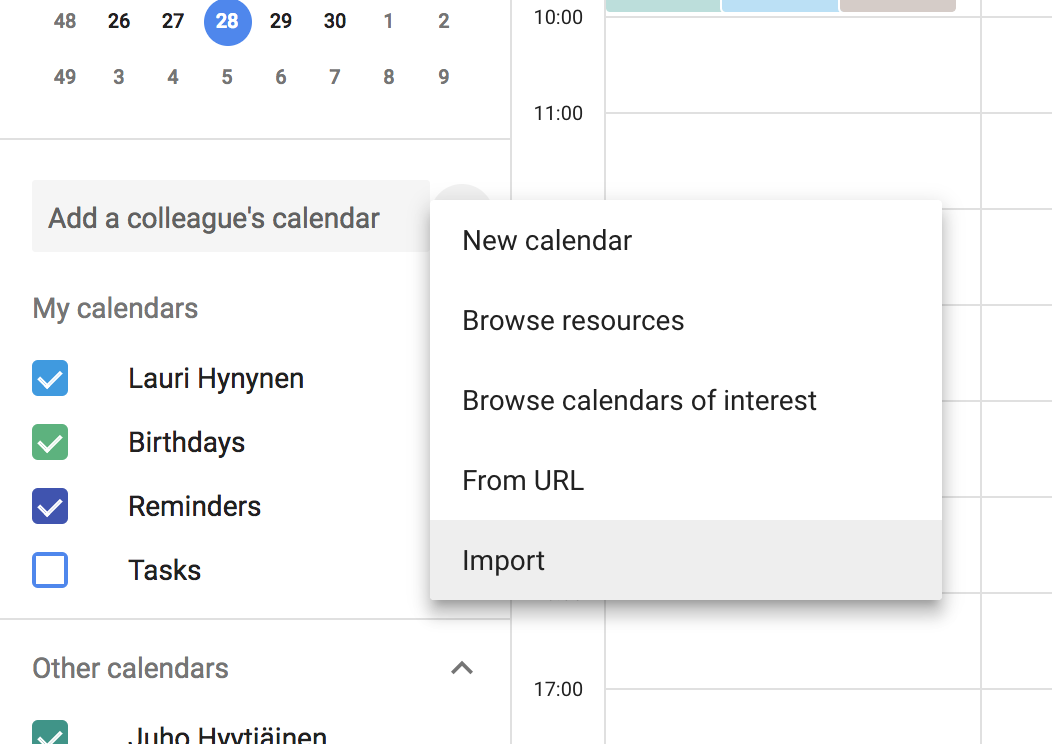 48 26 27 28 29 30 1 2
49 3 4 5 6 7 8 9
10:00
11:00
Add a colleague's calendar
New calendar
Browse resources
Browse calendars of interest
From URL
Import
My calendars
Lauri Hynynen
Birthdays
Reminders
Tasks
Other calendars
Juho Hyytiäinen
17:00